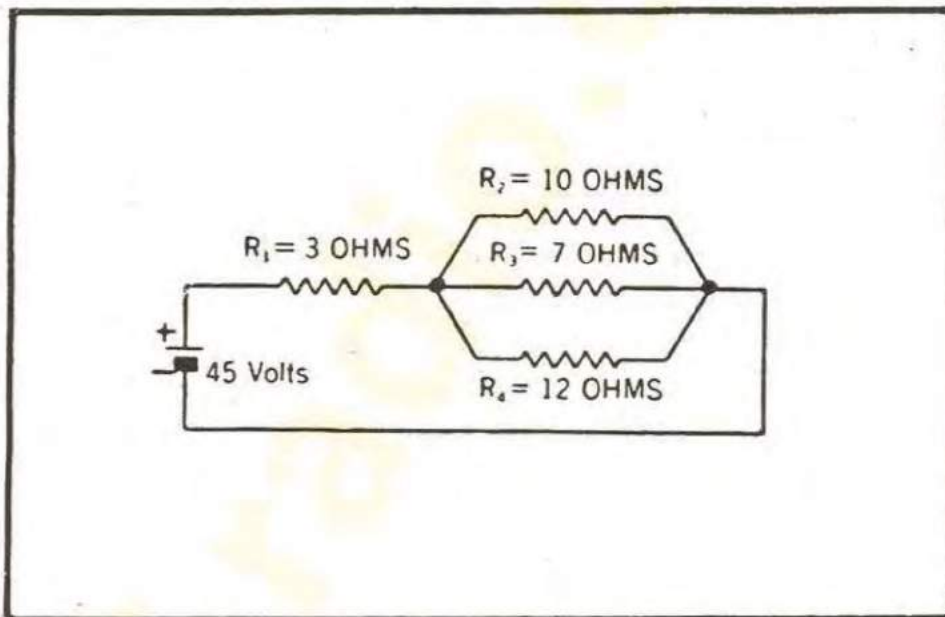 R₂ = 10 OHMS
R₁ = 3 OHMS
R₃ = 7 OHMS
+
45 Volts
−
R₄ = 12 OHMS